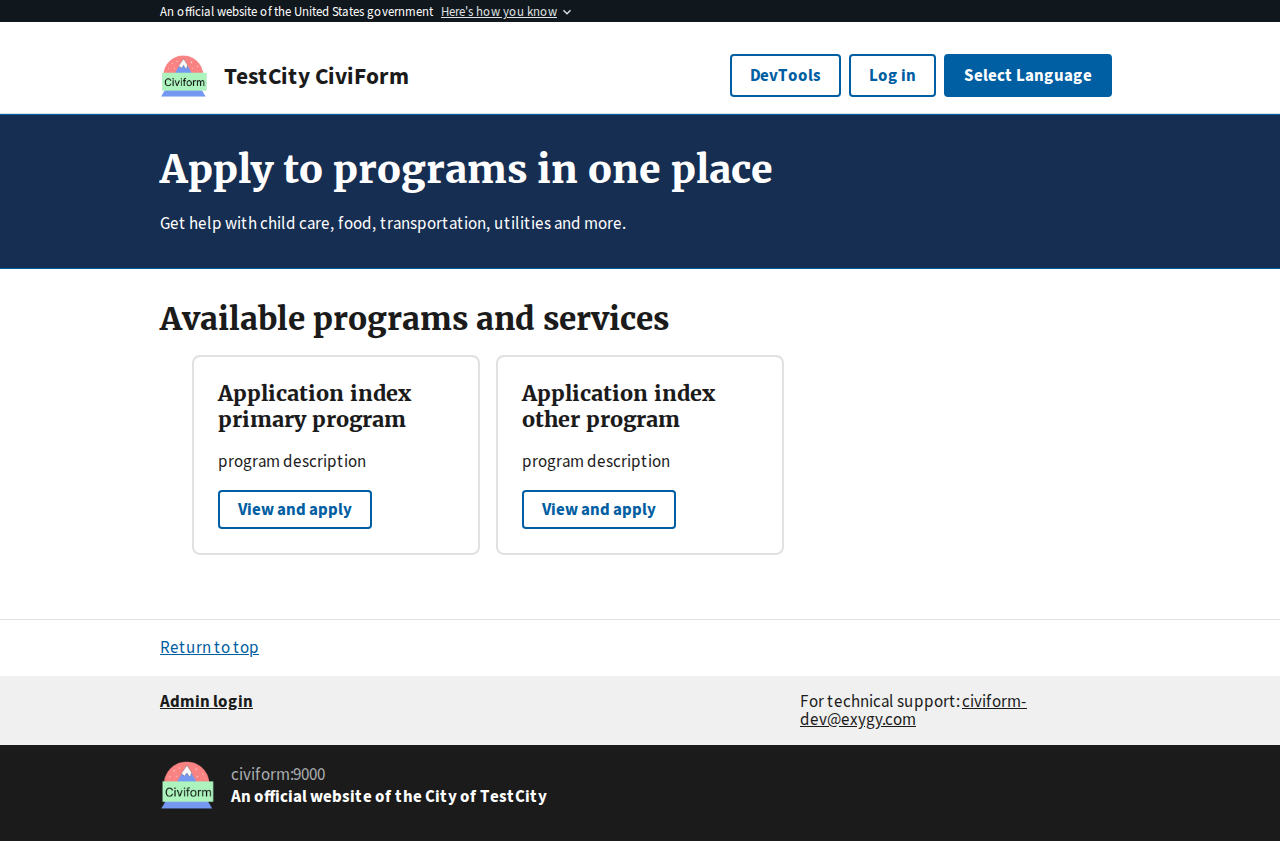 An official website of the United States government Here's how you know
Civiform
TestCity CiviForm
DevTools
Log in
Select Language
Apply to programs in one place
Get help with child care, food, transportation, utilities and more.
Available programs and services
Application index
primary program
program description
View and apply
Application index
other program
program description
View and apply
Return to top
Admin login
For technical support: civiform-
dev@exygy.com
Civiform
civiform:9000
An official website of the City of TestCity